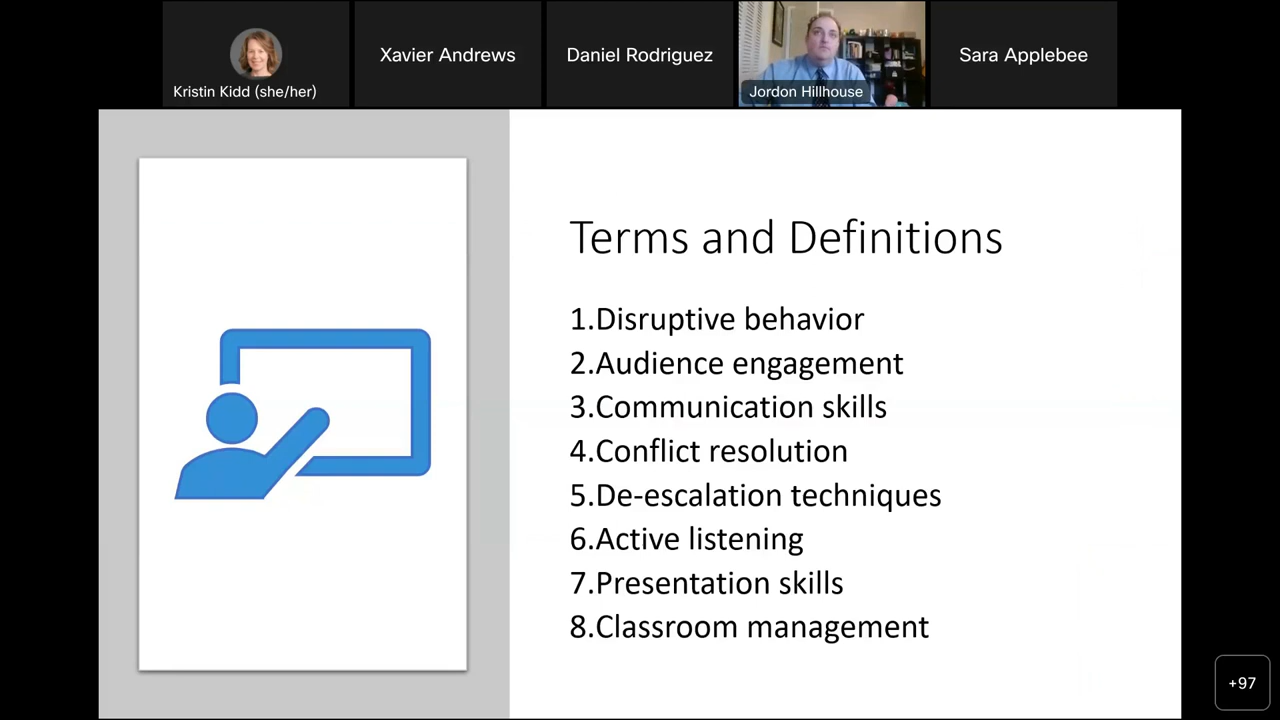 Kristin Kidd (she/her)
Xavier Andrews
Daniel Rodriguez
Jordon Hillhouse
Sara Applebee
Terms and Definitions
1.Disruptive behavior
2.Audience engagement
3.Communication skills
4.Conflict resolution
5.De-escalation techniques
6.Active listening
7.Presentation skills
8.Classroom management
+97